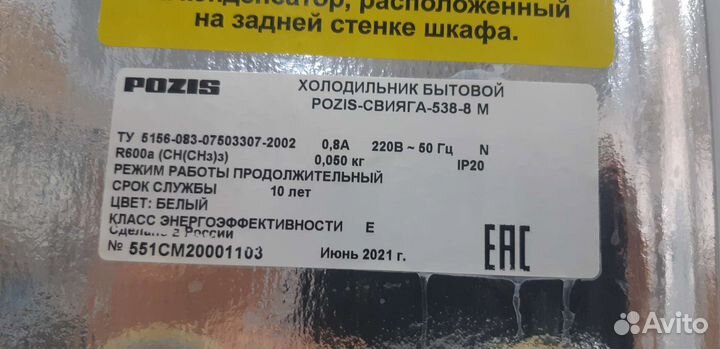 конденсатор, расположенный
на задней стенке шкафа.
POZIS
ХОЛОДИЛЬНИК БЫТОВОЙ
POZIS-СВИЯГА-538-8 М
ТУ 5156-083-07503307-2002 0,8А 220В ~ 50 Гц N
R600a (CH(CH3)3) 0,050 кг IP20
РЕЖИМ РАБОТЫ ПРОДОЛЖИТЕЛЬНЫЙ
СРОК СЛУЖБЫ 10 лет
ЦВЕТ: БЕЛЫЙ
КЛАСС ЭНЕРГОЭФФЕКТИВНОСТИ Е
Сделано в России
№ 551СМ20001103 Июнь 2021 г.
EAC
Avito